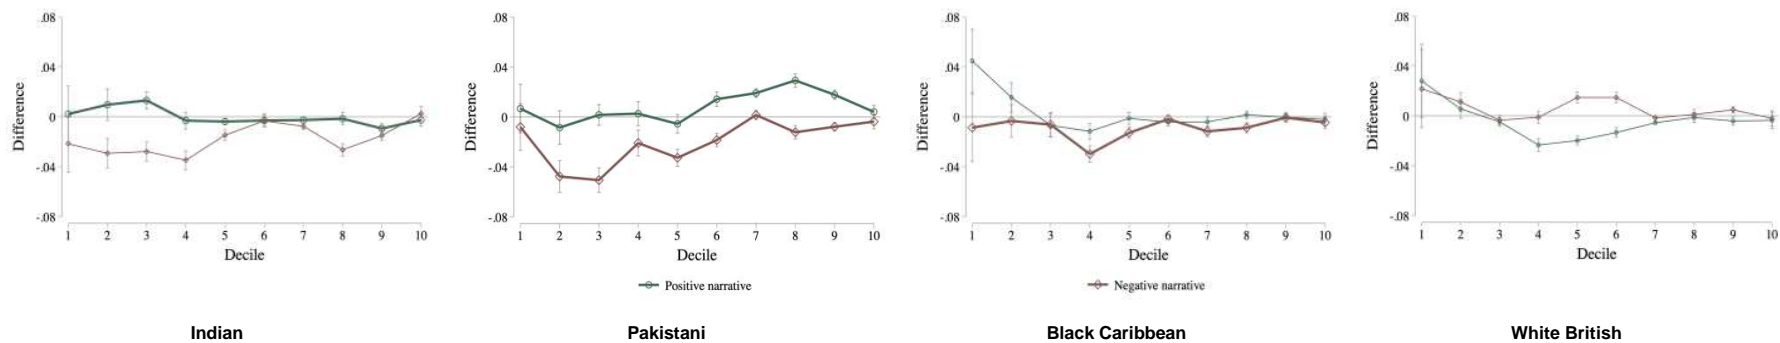 .08
.04
0
-.04
-.08
Difference
1 2 3 4 5 6 7 8 9 10
Decile
.08
.04
0
-.04
-.08
Difference
1 2 3 4 5 6 7 8 9 10
Decile
.08
.04
0
-.04
-.08
Difference
1 2 3 4 5 6 7 8 9 10
Decile
.08
.04
0
-.04
-.08
Difference
1 2 3 4 5 6 7 8 9 10
Decile
Positive narrative Negative narrative
Indian Pakistani Black Caribbean White British